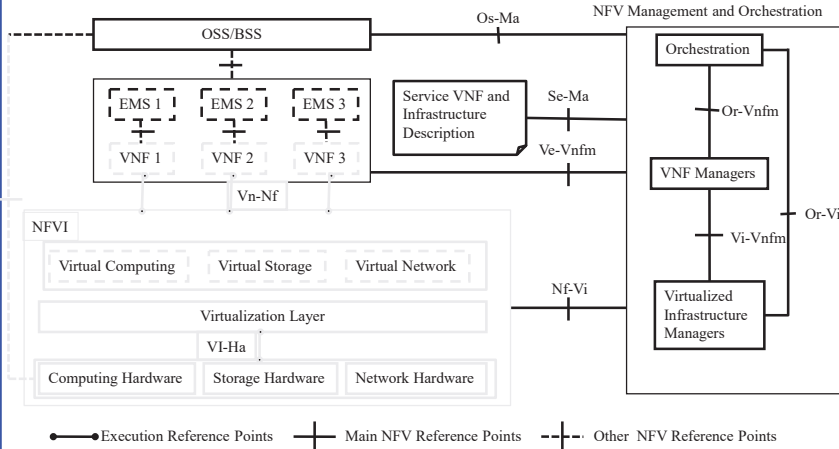 NFV Management and Orchestration
Os-Ma
OSS/BSS
Orchestration
EMS 1
EMS 2
EMS 3
Service VNF and
Infrastructure
Description
Se-Ma
Or-Vnfm
VNF 1
VNF 2
VNF 3
Ve-Vnfm
VNF Managers
Vn-Nf
Or-Vi
NFVI
Vi-Vnfm
Virtual Computing
Virtual Storage
Virtual Network
Nf-Vi
Virtualized
Infrastructure
Managers
Virtualization Layer
VI-Ha
Computing Hardware
Storage Hardware
Network Hardware
Execution Reference Points
Main NFV Reference Points
Other NFV Reference Points